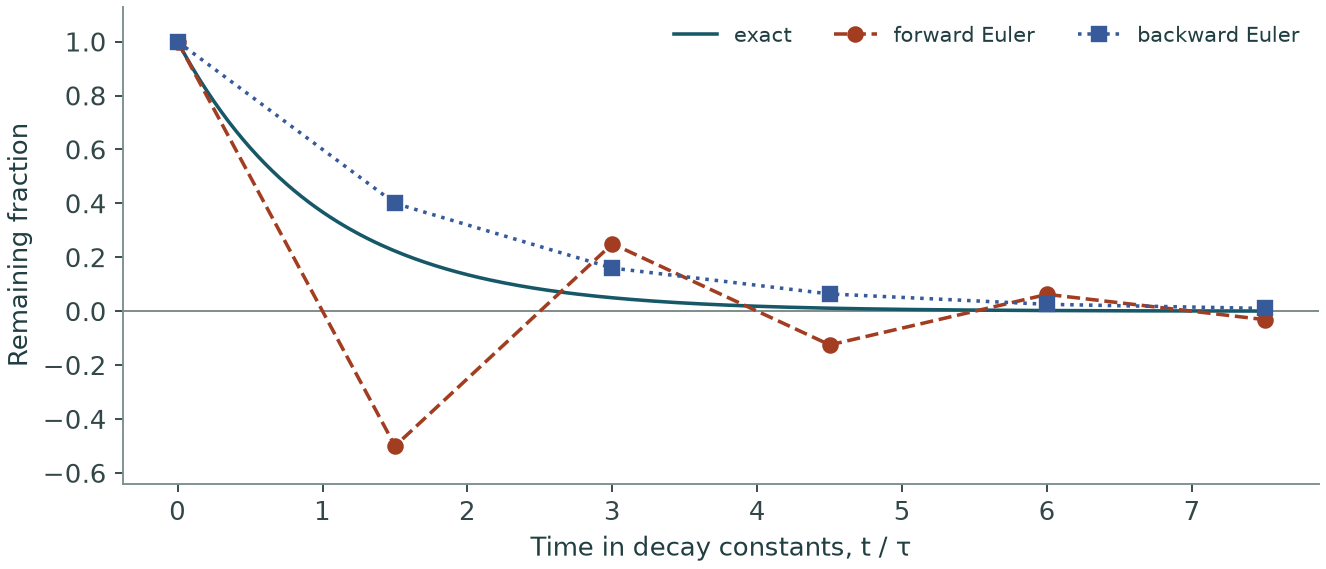 exact forward Euler backward Euler
Remaining fraction
1.0
0.8
0.6
0.4
0.2
0.0
−0.2
−0.4
−0.6
0 1 2 3 4 5 6 7
Time in decay constants, t / τ